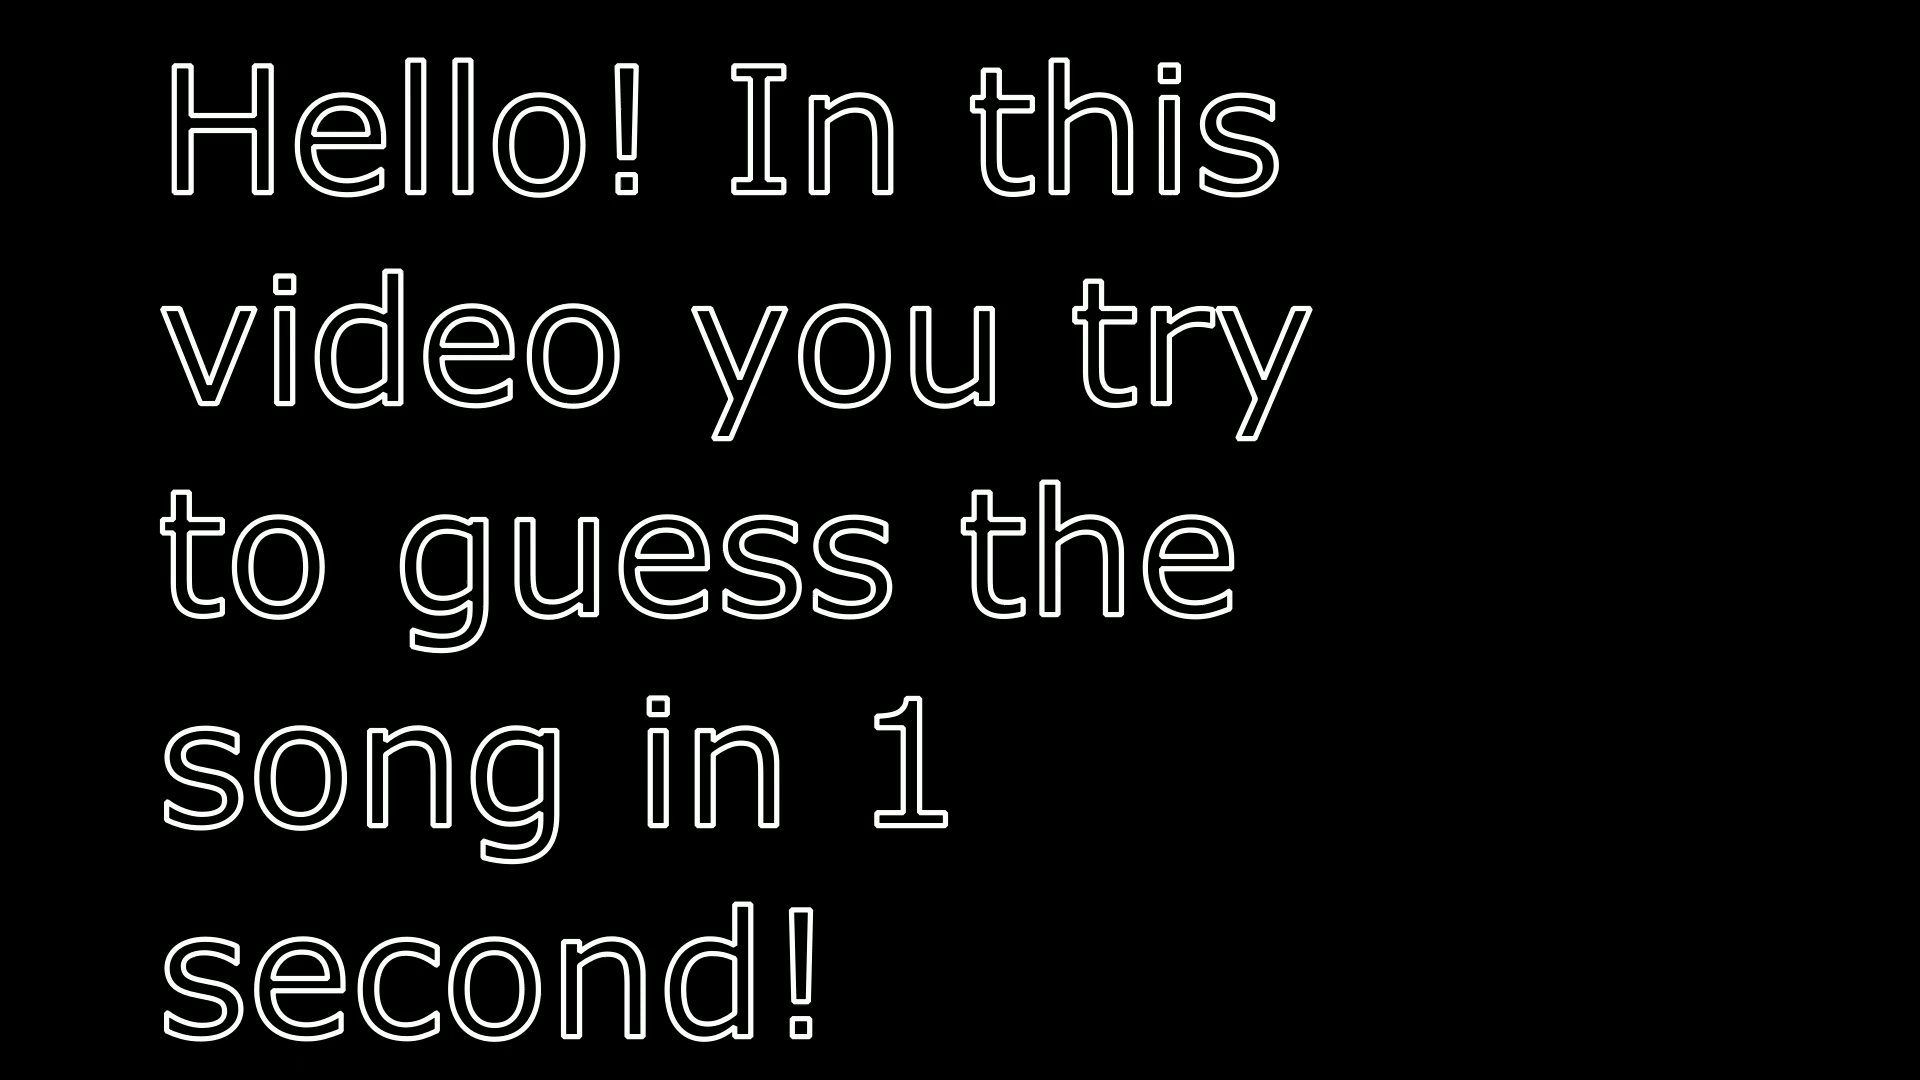 Hello! In this
video you try
to guess the
song in 1
second!